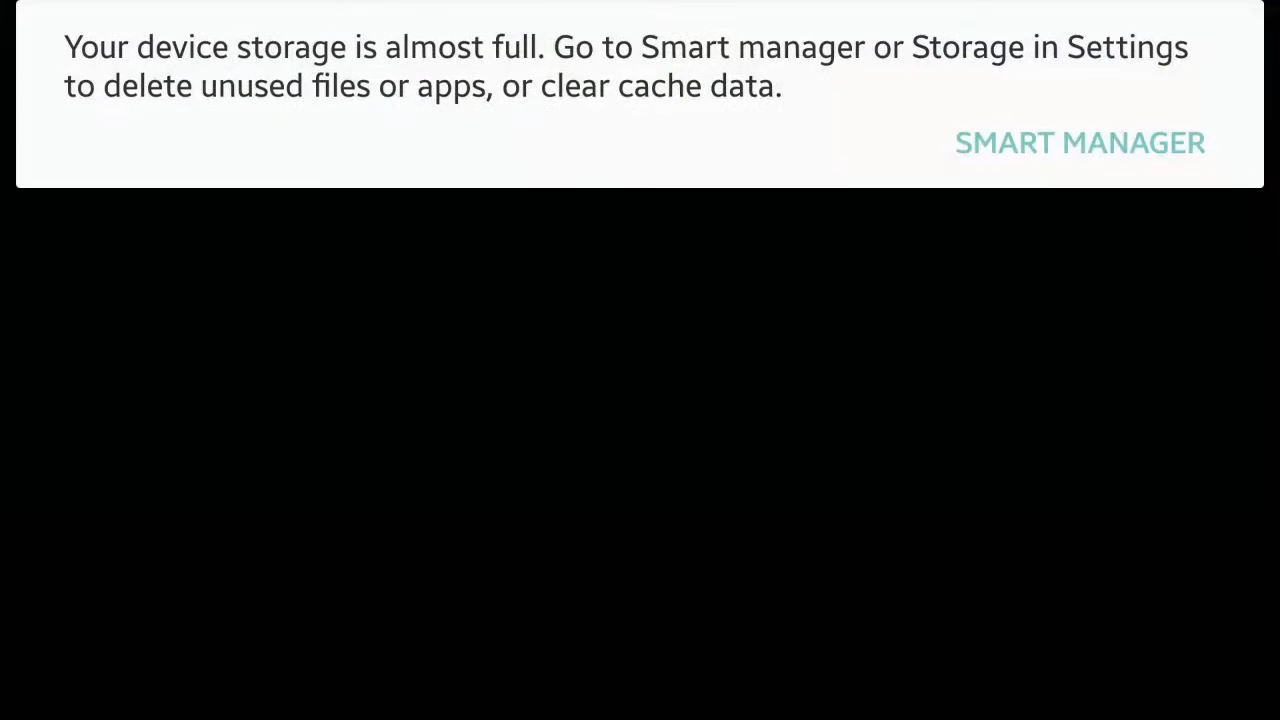 Your device storage is almost full. Go to Smart manager or Storage in Settings
to delete unused files or apps, or clear cache data.
SMART MANAGER